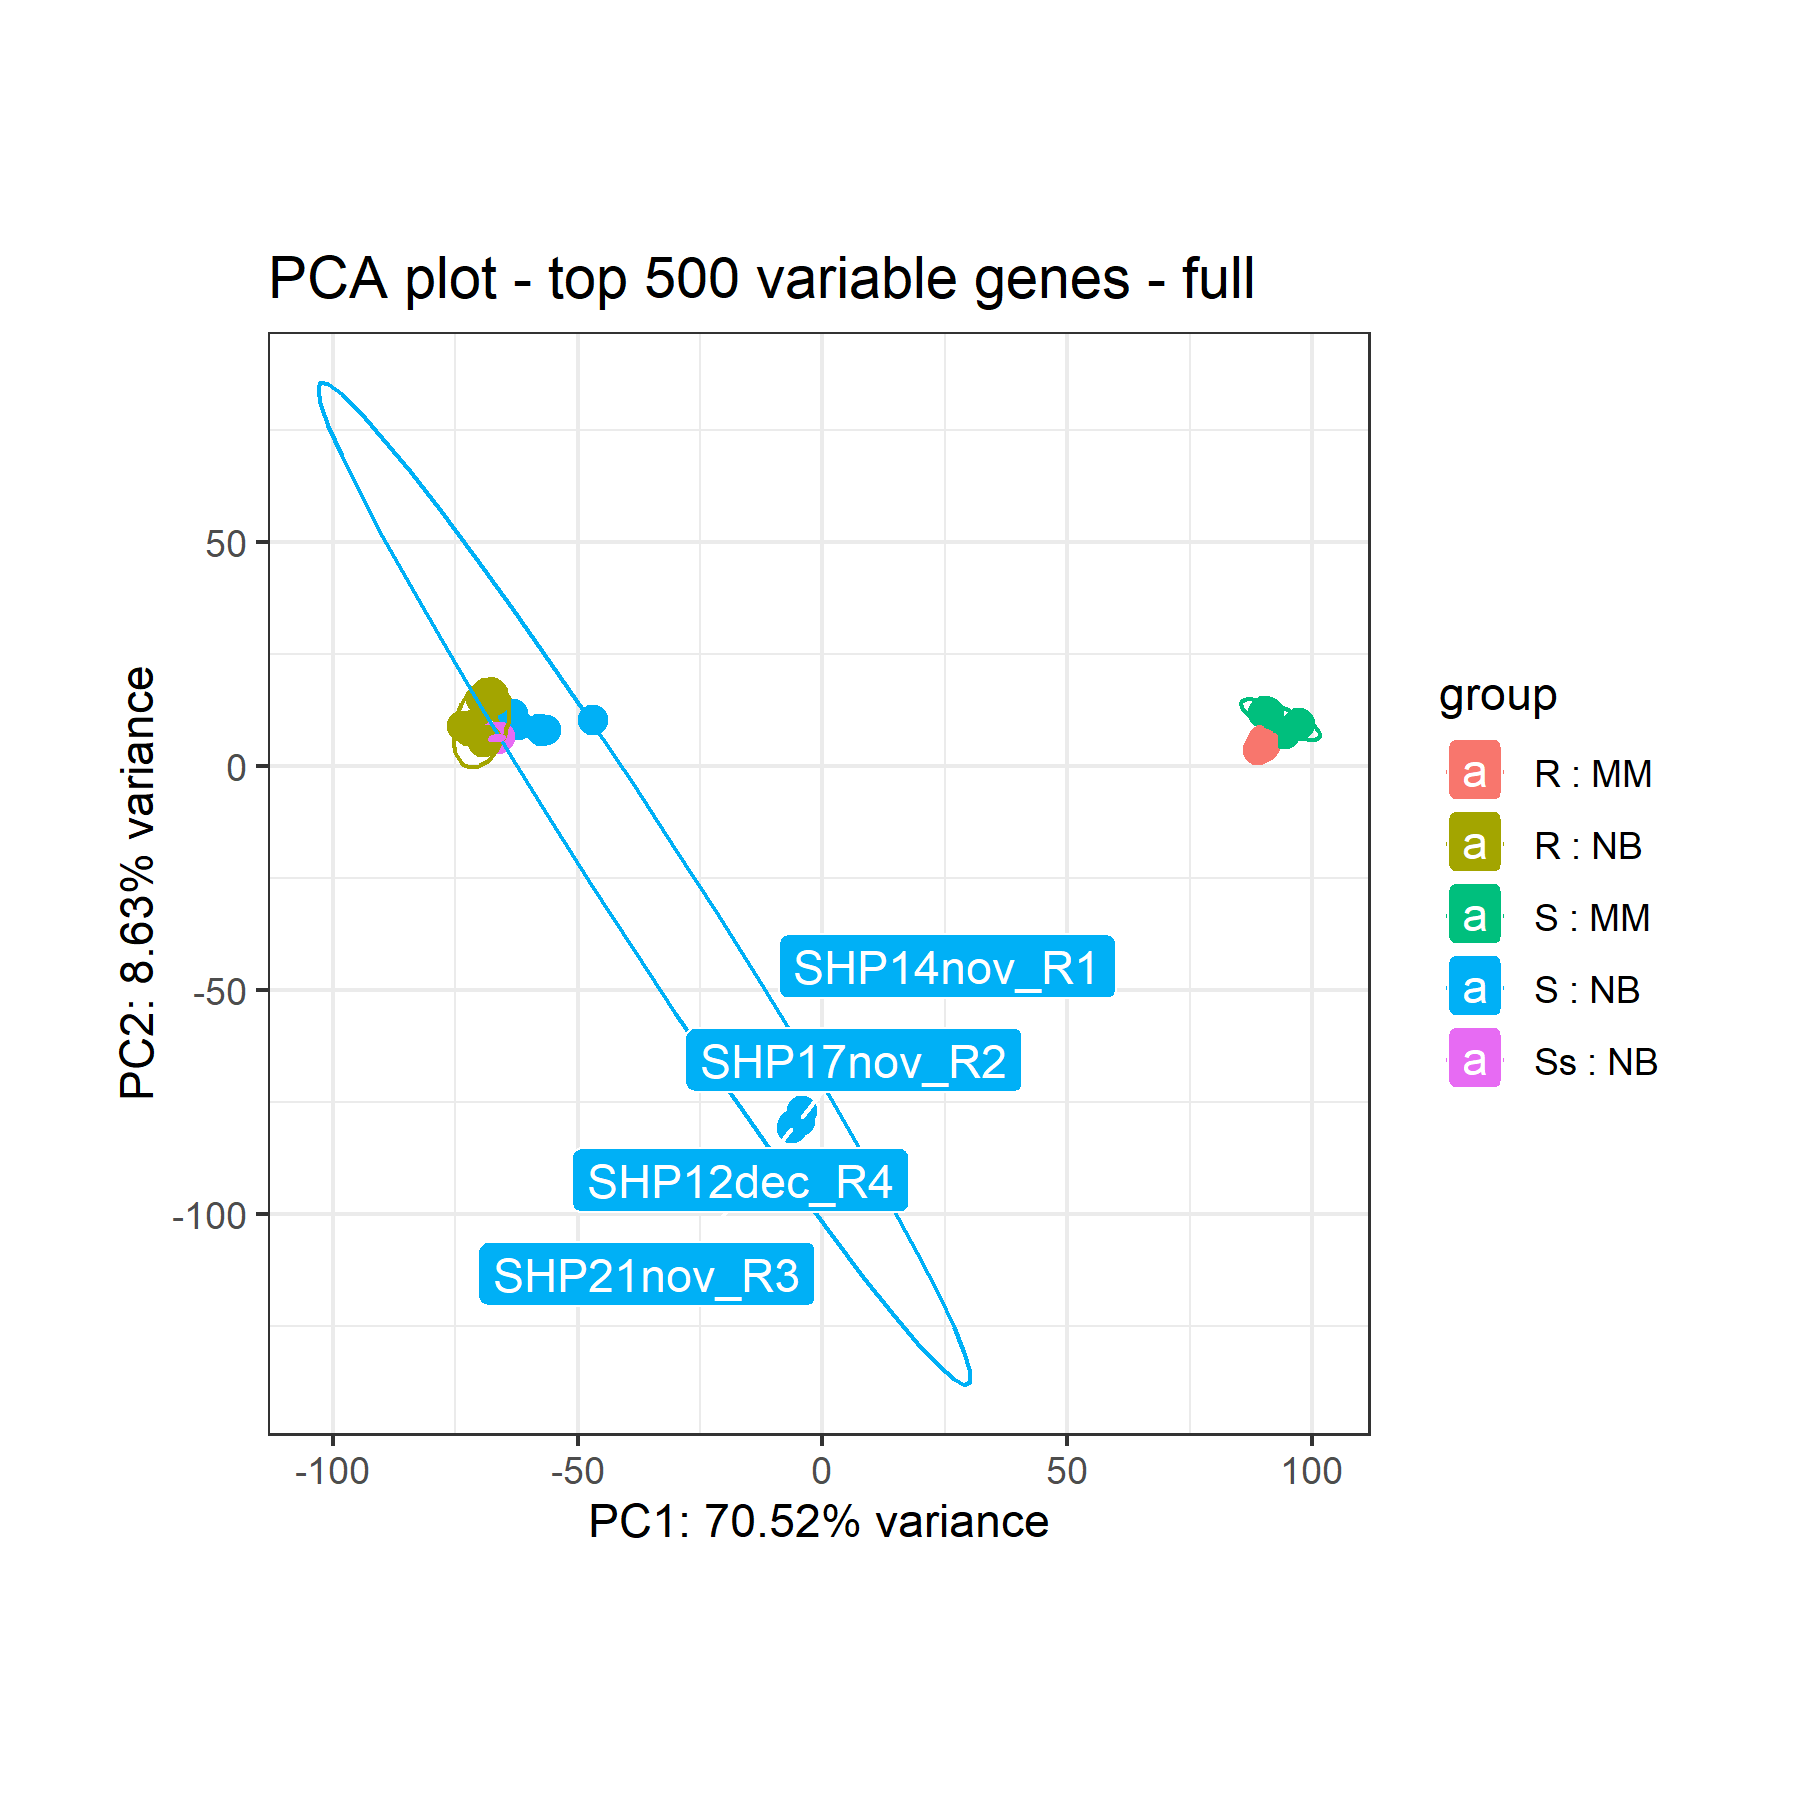 PCA plot - top 500 variable genes - full
PC2: 8.63% variance
50
0
-50
-100
SHP14nov_R1
SHP17nov_R2
SHP12dec_R4
SHP21nov_R3
-100
-50
0
50
100
PC1: 70.52% variance
group
a R : MM
a R : NB
a S : MM
a S : NB
a Ss : NB